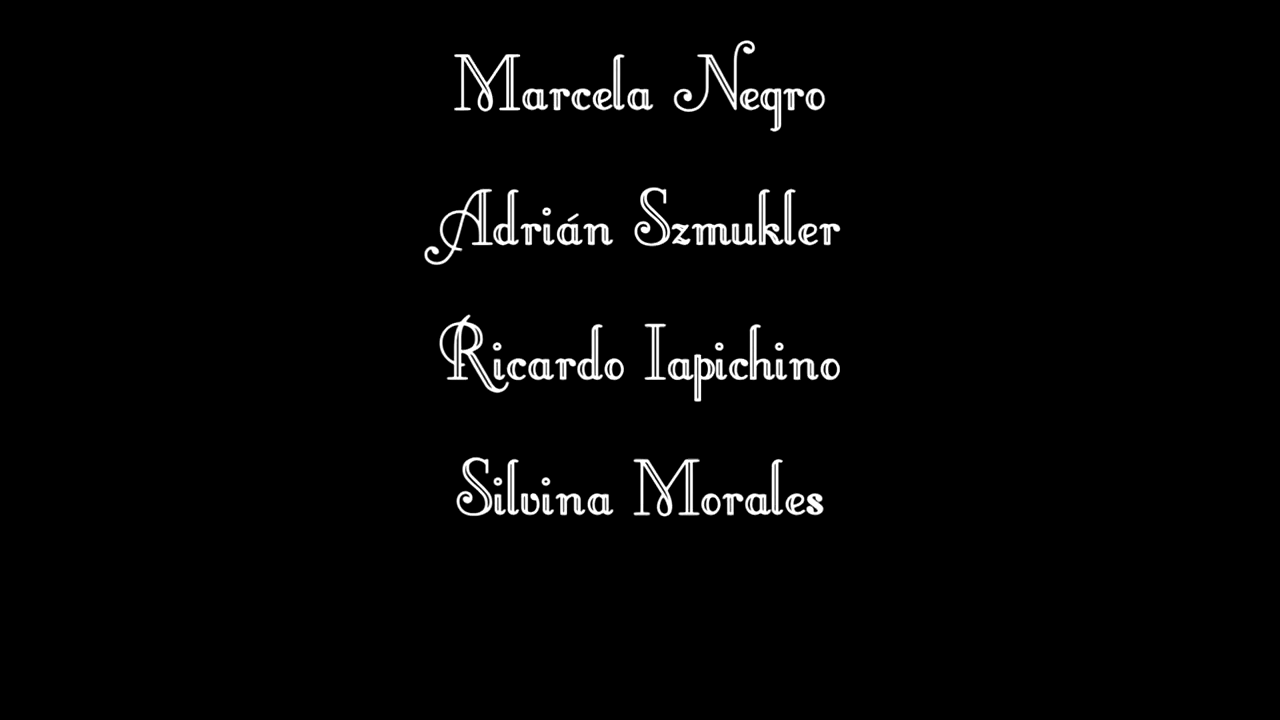 Marcela Negro
Adrián Szmukler
Ricardo Iapichino
Silvina Morales